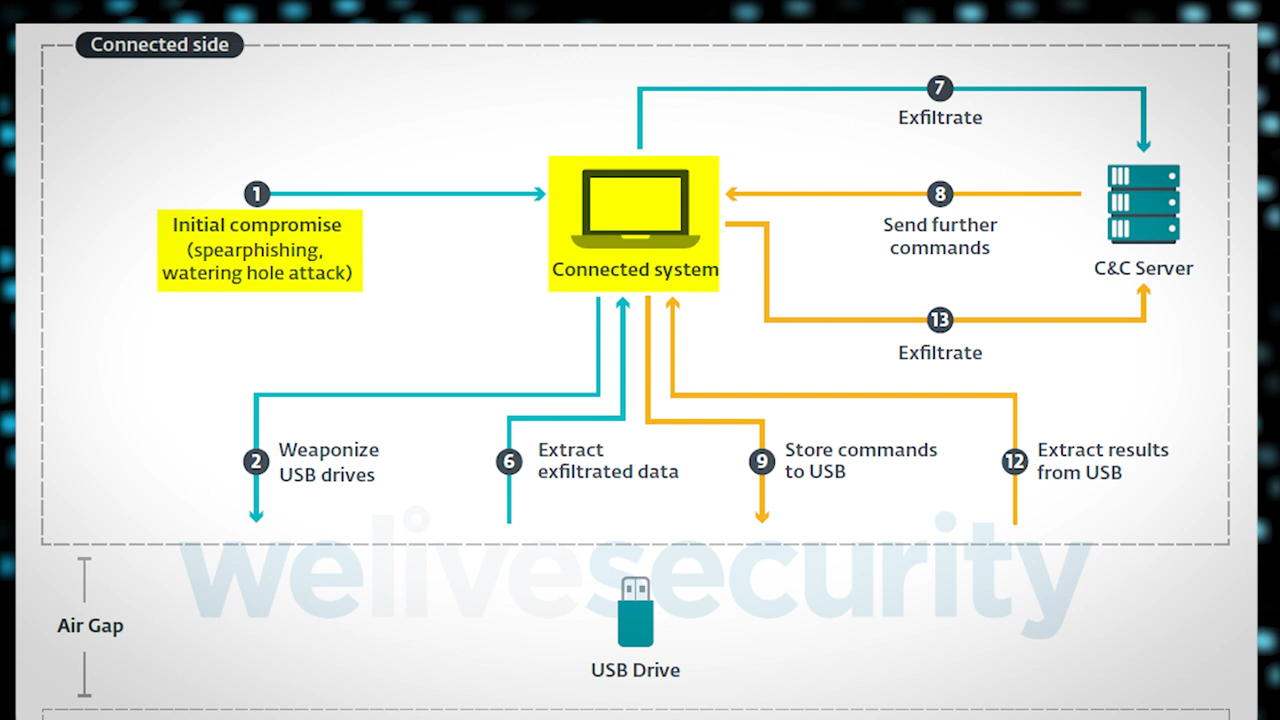 Connected side
7
Exfiltrate
1
Initial compromise
(spearphishing,
watering hole attack)
Connected system
8
Send further
commands
C&C Server
13
Exfiltrate
2
Weaponize
USB drives
6
Extract
exfiltrated data
9
Store commands
to USB
12
Extract results
from USB
welivesecurity
Air Gap
USB Drive